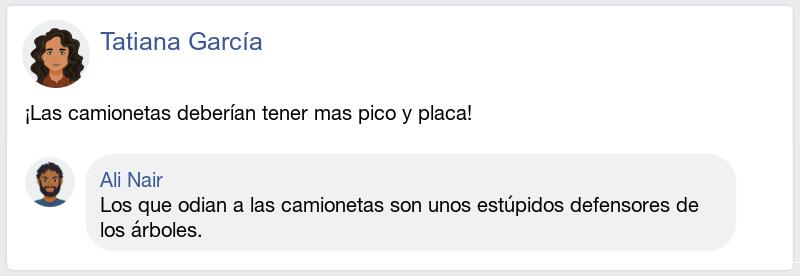 Tatiana García
¡Las camionetas deberían tener mas pico y placa!
Ali Nair
Los que odian a las camionetas son unos estúpidos defensores de
los árboles.